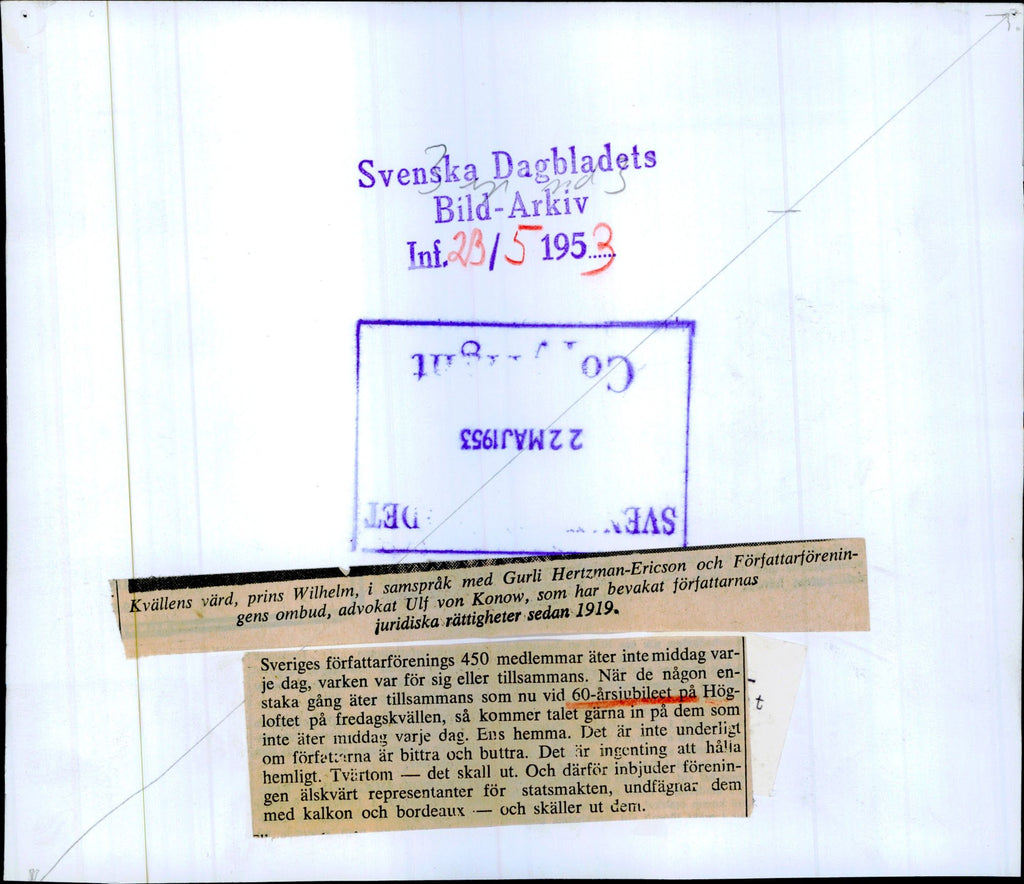 Svenska Dagbladets
Bild-Arkiv
Inf. 23/5 1953
Copyright
22 MAJ 1953
SVEN DET
Kvällens värd, prins Wilhelm, i samspråk med Gurli Hertzman-Ericson och Författarförenin-
gens ombud, advokat Ulf von Konow, som har bevakat författarnas
juridiska rättigheter sedan 1919.
Sveriges författarförenings 450 medlemmar äter inte middag var-
je dag, varken var för sig eller tillsammans. När de någon en-
staka gång äter tillsammans som nu vid 60-årsjubileet på Hög-
loftet på fredagskvällen, så kommer talet gärna in på dem som
inte äter middag varje dag. Ens hemma. Det är inte underligt
om författarna är bittra och buttra. Det är ingenting att hålla
hemligt. Tvärtom — det skall ut. Och därför inbjuder förenin-
gen älskvärt representanter för statsmakten, undfägnar dem
med kalkon och bordeaux — och skäller ut dem.
t